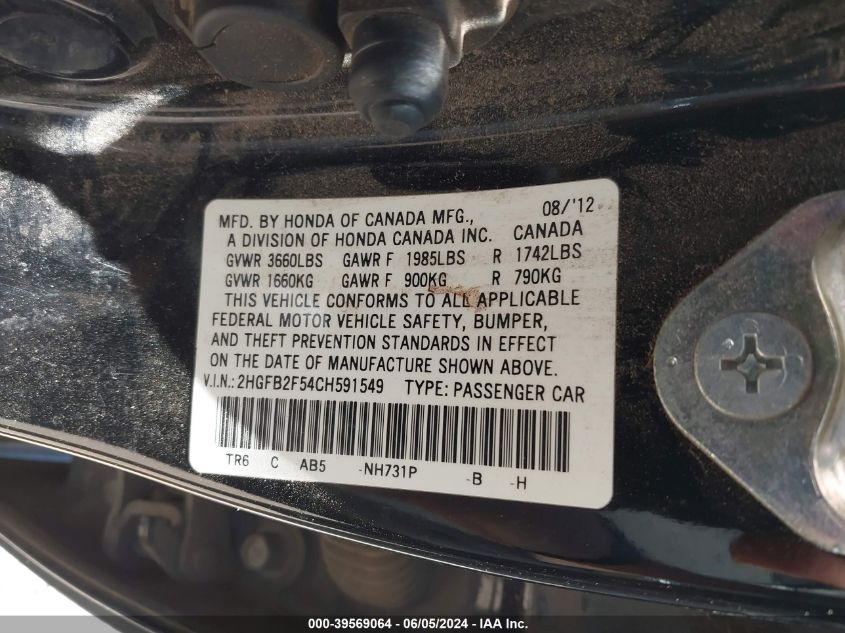 MFD. BY HONDA OF CANADA MFG., 08/'12
A DIVISION OF HONDA CANADA INC. CANADA
GVWR 3660LBS GAWR F 1985LBS R 1742LBS
GVWR 1660KG GAWR F 900KG R 790KG
THIS VEHICLE CONFORMS TO ALL APPLICABLE
FEDERAL MOTOR VEHICLE SAFETY, BUMPER,
AND THEFT PREVENTION STANDARDS IN EFFECT
ON THE DATE OF MANUFACTURE SHOWN ABOVE.
V.I.N.: 2HGFB2F54CH591549 TYPE: PASSENGER CAR
TR6 C AB5 -NH731P -B -H
000-39569064 - 06/05/2024 - IAA Inc.